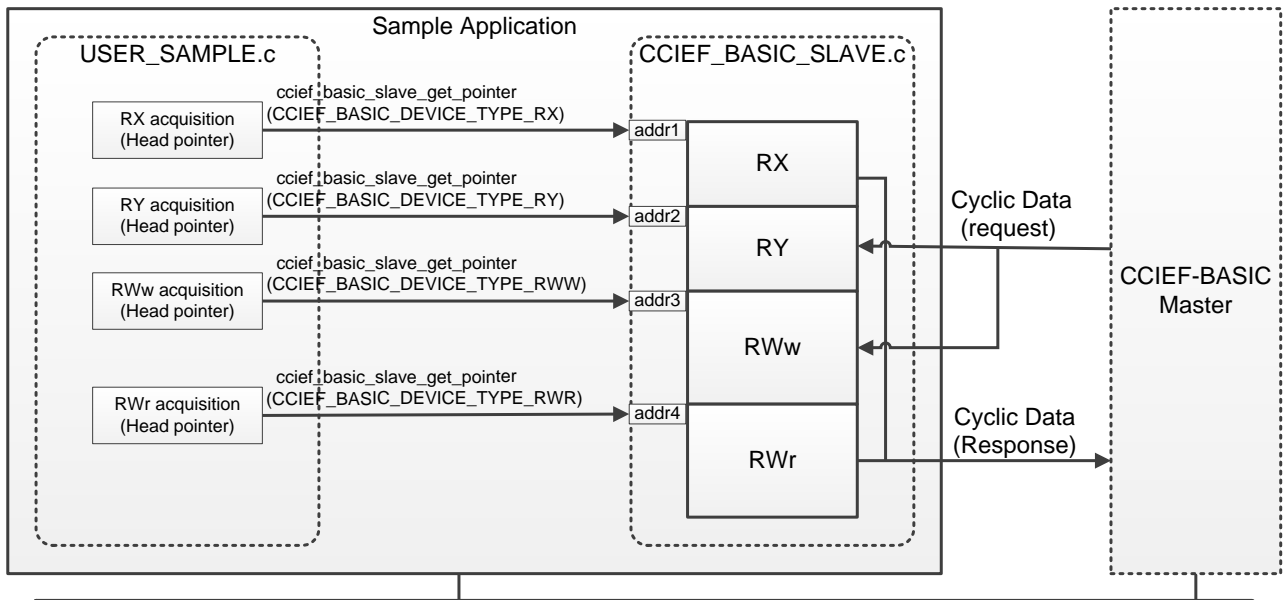 Sample Application
USER_SAMPLE.c
CCIEF_BASIC_SLAVE.c
ccief_basic_slave_get_pointer
(CCIEF_BASIC_DEVICE_TYPE_RX)
RX acquisition
(Head pointer)
addr1
RX
ccief_basic_slave_get_pointer
(CCIEF_BASIC_DEVICE_TYPE_RY)
RY acquisition
(Head pointer)
addr2
RY
Cyclic Data
(request)
ccief_basic_slave_get_pointer
(CCIEF_BASIC_DEVICE_TYPE_RWW)
RWw acquisition
(Head pointer)
addr3
RWw
CCIEF-BASIC
Master
ccief_basic_slave_get_pointer
(CCIEF_BASIC_DEVICE_TYPE_RWR)
RWr acquisition
(Head pointer)
addr4
RWr
Cyclic Data
(Response)